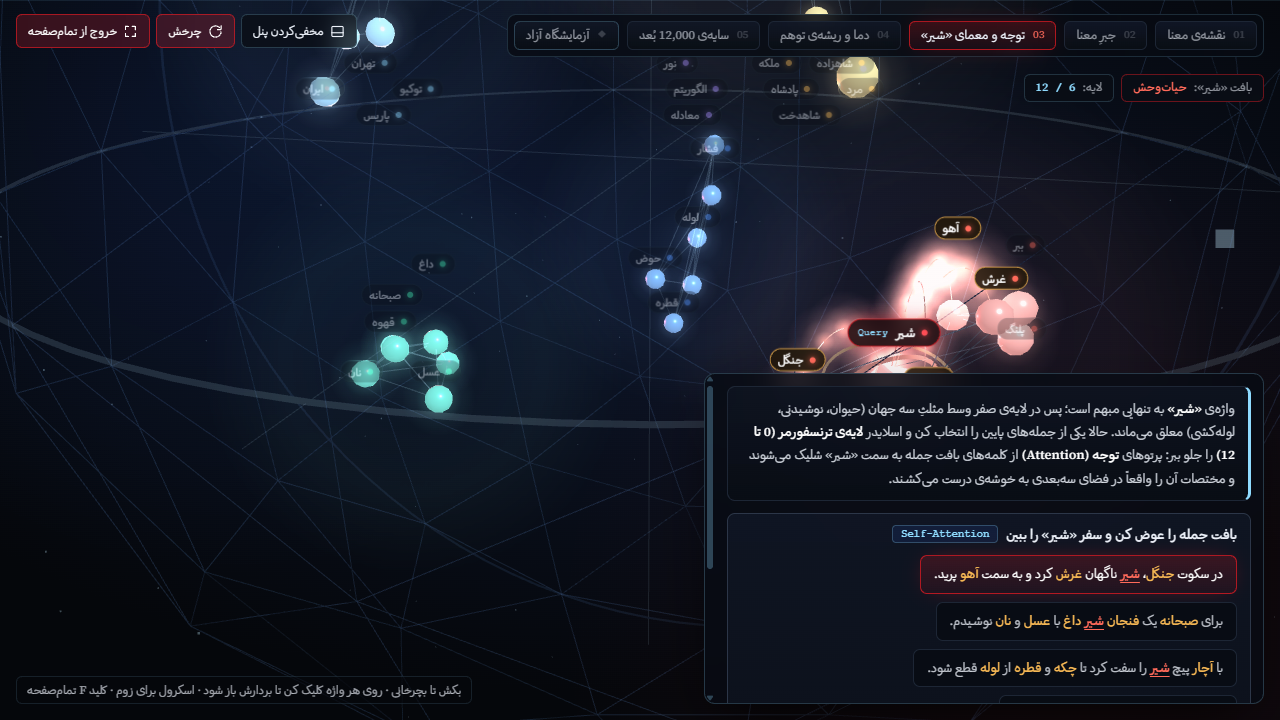 01 نقشه‌ی معنا
02 جبرِ معنا
03 توجه و معمای «شیر»
04 دما و ریشه‌ی توهم
05 سایه‌ی 12,000 بُعد
آزمایشگاه آزاد
مخفی‌کردن پنل
چرخش
خروج از تمام‌صفحه
بافت «شیر»: حیات‌وحش
لایه: 6 / 12
شاهزاده
ملکه
نور
تهران
مرد
پادشاه
الگوریتم
توکیو
ایران
شاهدخت
معادله
پاریس
فشار
لوله
آهو
ببر
حوض
داغ
غرش
صبحانه
قطره
قهوه
پلنگ
شیر Query
جنگل
عسل
نان
واژه‌ی «شیر» به تنهایی مبهم است؛ پس در لایه‌ی صفر وسط مثلثِ سه جهان (حیوان، نوشیدنی،
لوله‌کشی) معلق می‌ماند. حالا یکی از جمله‌های پایین را انتخاب کن و اسلایدر لایه‌ی ترنسفورمر (0 تا
12) را جلو ببر: پرتوهای توجه (Attention) از کلمه‌های بافت جمله به سمت «شیر» شلیک می‌شوند
و مختصات آن را واقعاً در فضای سه‌بعدی به خوشه‌ی درست می‌کشند.
بافت جمله را عوض کن و سفر «شیر» را ببین Self-Attention
در سکوت جنگل، شیر ناگهان غرش کرد و به سمت آهو پرید.
برای صبحانه یک فنجان شیر داغ با عسل و نان نوشیدم.
با آچار پیچ شیر را سفت کرد تا چکه و قطره از لوله قطع شود.
بکش تا بچرخانی · روی هر واژه کلیک کن تا بردارش باز شود · اسکرول برای زوم · کلید F تمام‌صفحه